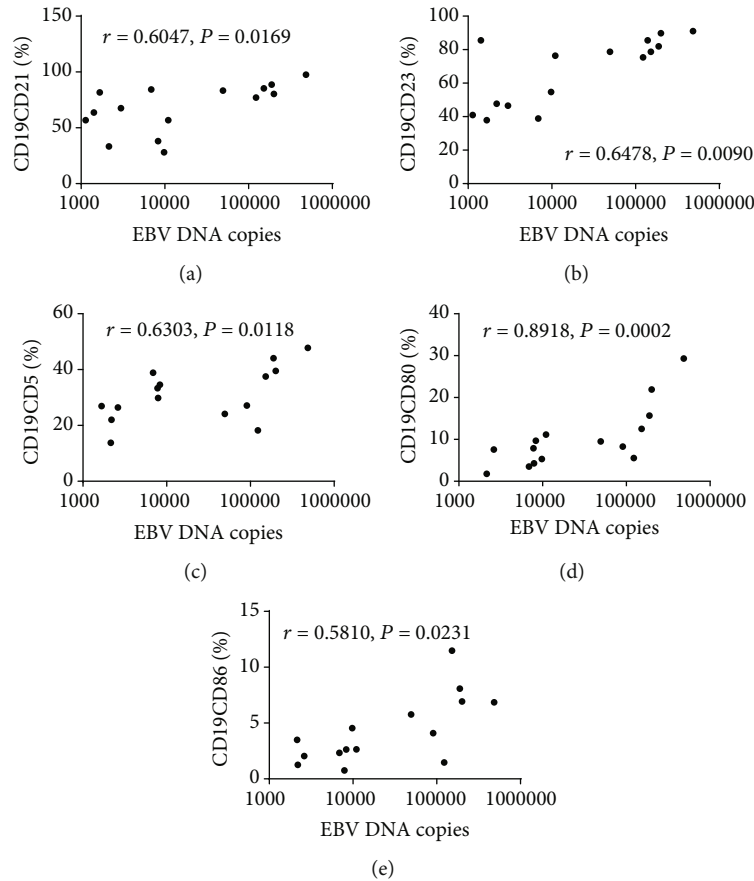 r = 0.6047, P = 0.0169
CD19CD21 (%)
150
100
50
0
1000 10000 100000 1000000
EBV DNA copies
(a)
r = 0.6478, P = 0.0090
CD19CD23 (%)
100
80
60
40
20
0
1000 10000 100000 1000000
EBV DNA copies
(b)
r = 0.6303, P = 0.0118
CD19CD5 (%)
60
40
20
0
1000 10000 100000 1000000
EBV DNA copies
(c)
r = 0.8918, P = 0.0002
CD19CD80 (%)
40
30
20
10
0
1000 10000 100000 1000000
EBV DNA copies
(d)
r = 0.5810, P = 0.0231
CD19CD86 (%)
15
10
5
0
1000 10000 100000 1000000
EBV DNA copies
(e)